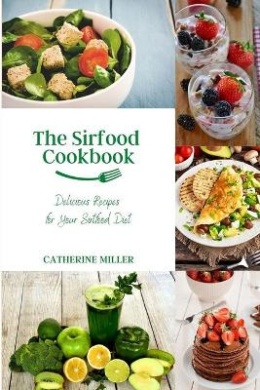 The Sirfood
Cookbook
Delicious Recipes
for Your Sirtfood Diet
CATHERINE MILLER